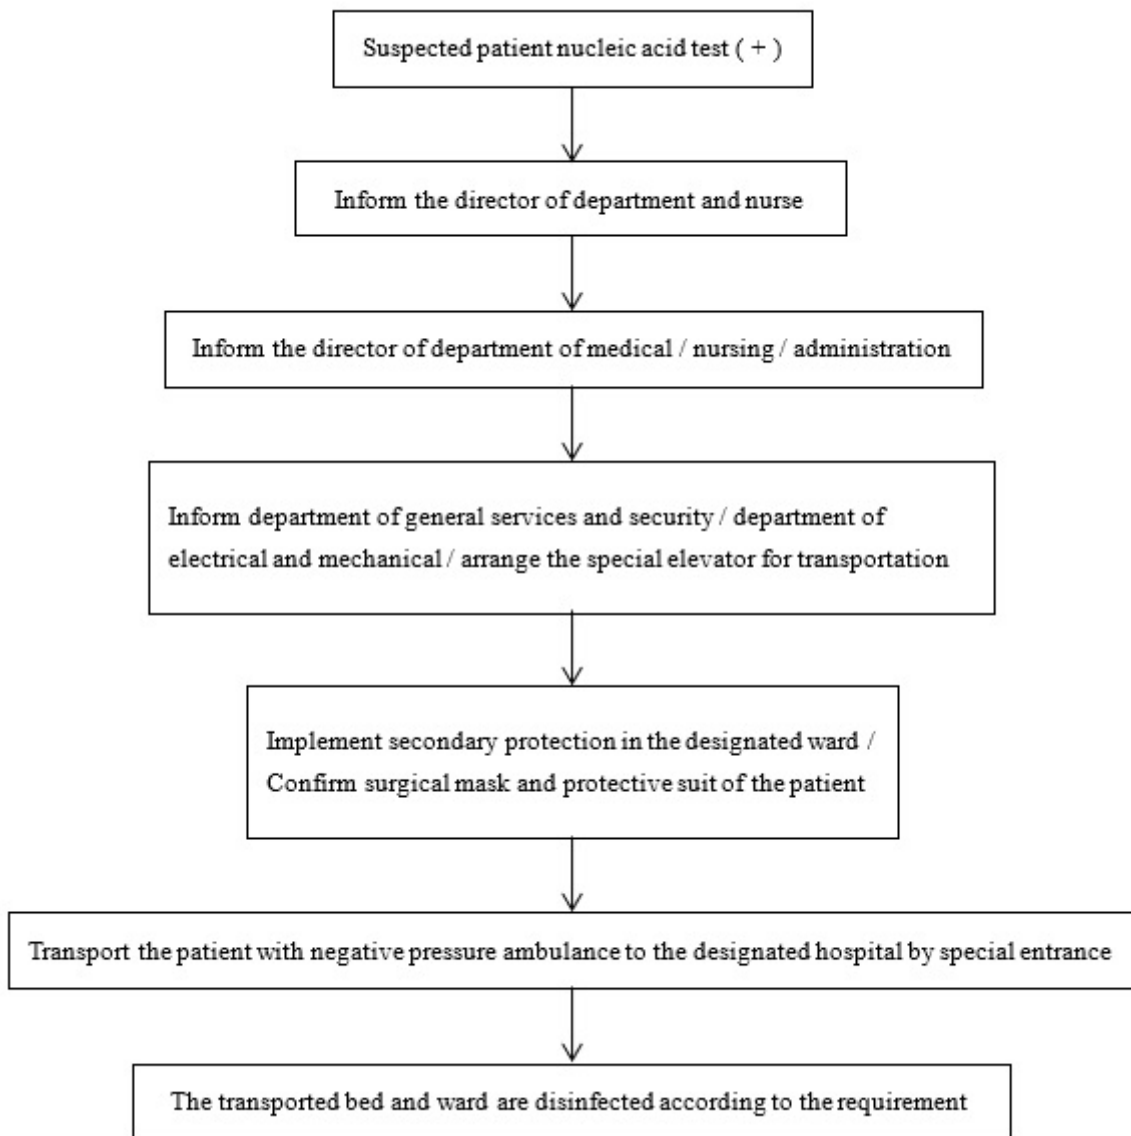 Suspected patient nucleic acid test ( + )
Inform the director of department and nurse
Inform the director of department of medical / nursing / administration
Inform department of general services and security / department of
electrical and mechanical / arrange the special elevator for transportation
Implement secondary protection in the designated ward /
Confirm surgical mask and protective suit of the patient
Transport the patient with negative pressure ambulance to the designated hospital by special entrance
The transported bed and ward are disinfected according to the requirement